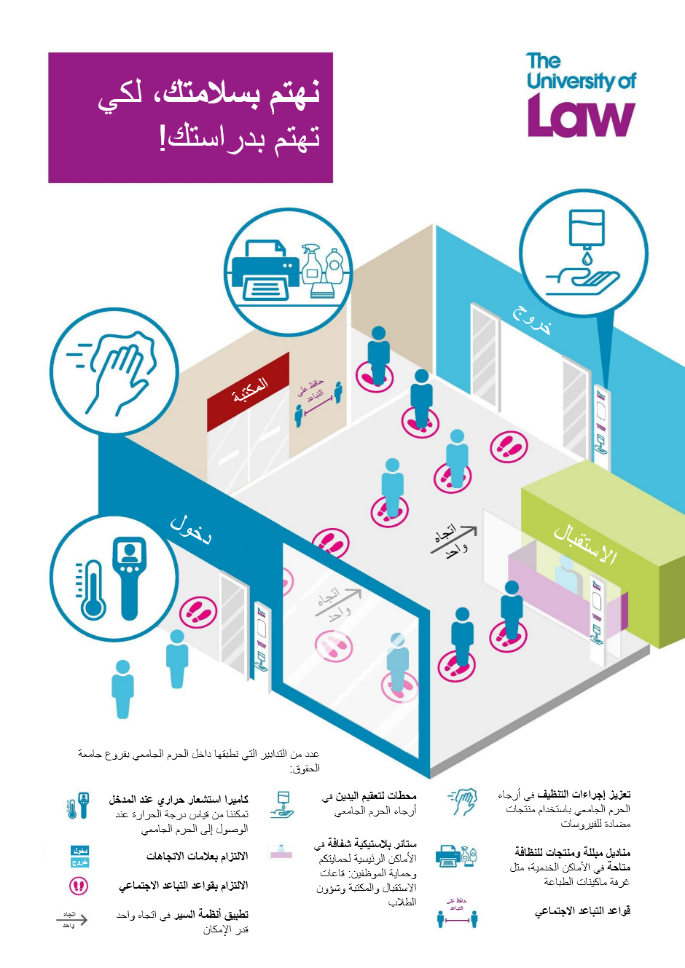 نهتم بسلامتك، لكي
تهتم بدراستك!
The
University of
Law
خروج
المكتبة
حافظ على
التباعد
دخول
اتجاه
واحد
الاستقبال
اتجاه
واحد
عدد من التدابير التي نطبقها داخل الحرم الجامعي بفروع جامعة
الحقوق:
تعزيز إجراءات التنظيف في أرجاء
الحرم الجامعي باستخدام منتجات
مضادة للفيروسات
مناديل مبللة ومنتجات للنظافة
متاحة في الأماكن الخدمية؛ مثل
غرفة ماكينات الطباعة
قواعد التباعد الاجتماعي
حافظ على
التباعد
محطات لتعقيم اليدين في
أرجاء الحرم الجامعي
ستائر بلاستيكية شفافة في
الأماكن الرئيسية لحمايتكم
وحماية الموظفين: قاعات
الاستقبال والمكتبة وشؤون
الطلاب
كاميرا استشعار حراري عند المدخل
تمكننا من قياس درجة الحرارة عند
الوصول إلى الحرم الجامعي
الالتزام بعلامات الاتجاهات
دخول
خروج
الالتزام بقواعد التباعد الاجتماعي
تطبيق أنظمة السير في اتجاه واحد
قدر الإمكان
اتجاه
واحد